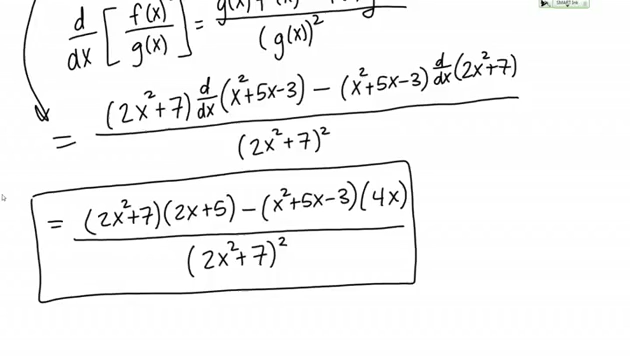 d/dx [ f(x) / g(x) ] = / (g(x))²
= (2x²+7) d/dx (x²+5x-3) - (x²+5x-3) d/dx (2x²+7) / (2x²+7)²
= (2x²+7)(2x+5) - (x²+5x-3)(4x) / (2x²+7)²